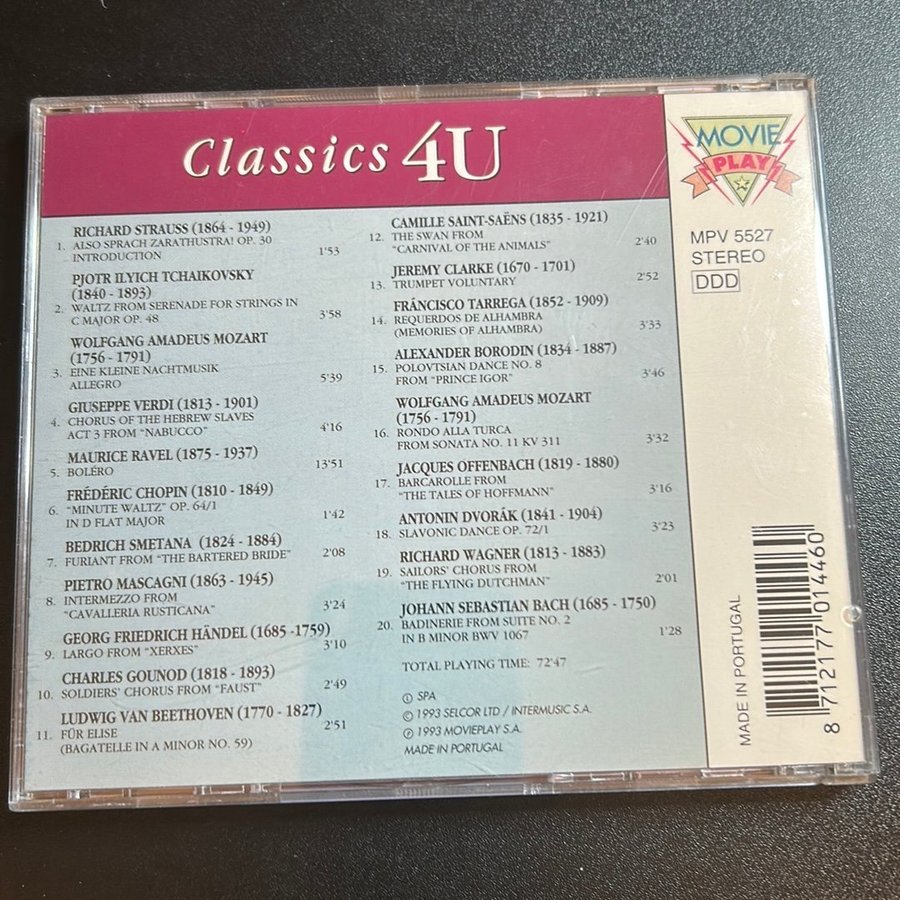 Classics 4U
RICHARD STRAUSS (1864 - 1949)
1. ALSO SPRACH ZARATHUSTRA! OP. 30
INTRODUCTION 1'53
PJOTR ILYICH TCHAIKOVSKY
(1840 - 1893)
2. WALTZ FROM SERENADE FOR STRINGS IN
C MAJOR OP. 48 3'58
WOLFGANG AMADEUS MOZART
(1756 - 1791)
3. EINE KLEINE NACHTMUSIK
ALLEGRO 5'39
GIUSEPPE VERDI (1813 - 1901)
4. CHORUS OF THE HEBREW SLAVES
ACT 3 FROM "NABUCCO" 4'16
MAURICE RAVEL (1875 - 1937)
5. BOLÉRO 13'51
FRÉDÉRIC CHOPIN (1810 - 1849)
6. "MINUTE WALTZ" OP. 64/1
IN D FLAT MAJOR 1'42
BEDRICH SMETANA (1824 - 1884)
7. FURIANT FROM "THE BARTERED BRIDE" 2'08
PIETRO MASCAGNI (1863 - 1945)
8. INTERMEZZO FROM
"CAVALLERIA RUSTICANA" 3'24
GEORG FRIEDRICH HÄNDEL (1685 -1759)
9. LARGO FROM "XERXES" 3'10
CHARLES GOUNOD (1818 - 1893)
10. SOLDIERS' CHORUS FROM "FAUST" 2'49
LUDWIG VAN BEETHOVEN (1770 - 1827)
11. FÜR ELISE 2'51
(BAGATELLE IN A MINOR NO. 59)
CAMILLE SAINT-SAËNS (1835 - 1921)
12. THE SWAN FROM
"CARNIVAL OF THE ANIMALS" 2'40
JEREMY CLARKE (1670 - 1701)
13. TRUMPET VOLUNTARY 2'52
FRÁNCISCO TARREGA (1852 - 1909)
14. REQUERDOS DE ALHAMBRA
(MEMORIES OF ALHAMBRA) 3'33
ALEXANDER BORODIN (1834 - 1887)
15. POLOVTSIAN DANCE NO. 8
FROM "PRINCE IGOR" 3'46
WOLFGANG AMADEUS MOZART
(1756 - 1791)
16. RONDO ALLA TURCA
FROM SONATA NO. 11 KV 311 3'32
JACQUES OFFENBACH (1819 - 1880)
17. BARCAROLLE FROM
"THE TALES OF HOFFMANN" 3'16
ANTONIN DVORÁK (1841 - 1904)
18. SLAVONIC DANCE OP. 72/1 3'23
RICHARD WAGNER (1813 - 1883)
19. SAILORS' CHORUS FROM
"THE FLYING DUTCHMAN" 2'01
JOHANN SEBASTIAN BACH (1685 - 1750)
20. BADINERIE FROM SUITE NO. 2
IN B MINOR BWV 1067 1'28
TOTAL PLAYING TIME: 72'47
Ⓛ SPA
© 1993 SELCOR LTD / INTERMUSIC S.A.
℗ 1993 MOVIEPLAY S.A.
MADE IN PORTUGAL
MOVIE
PLAY
MPV 5527
STEREO
DDD
MADE IN PORTUGAL
8 712177 014460